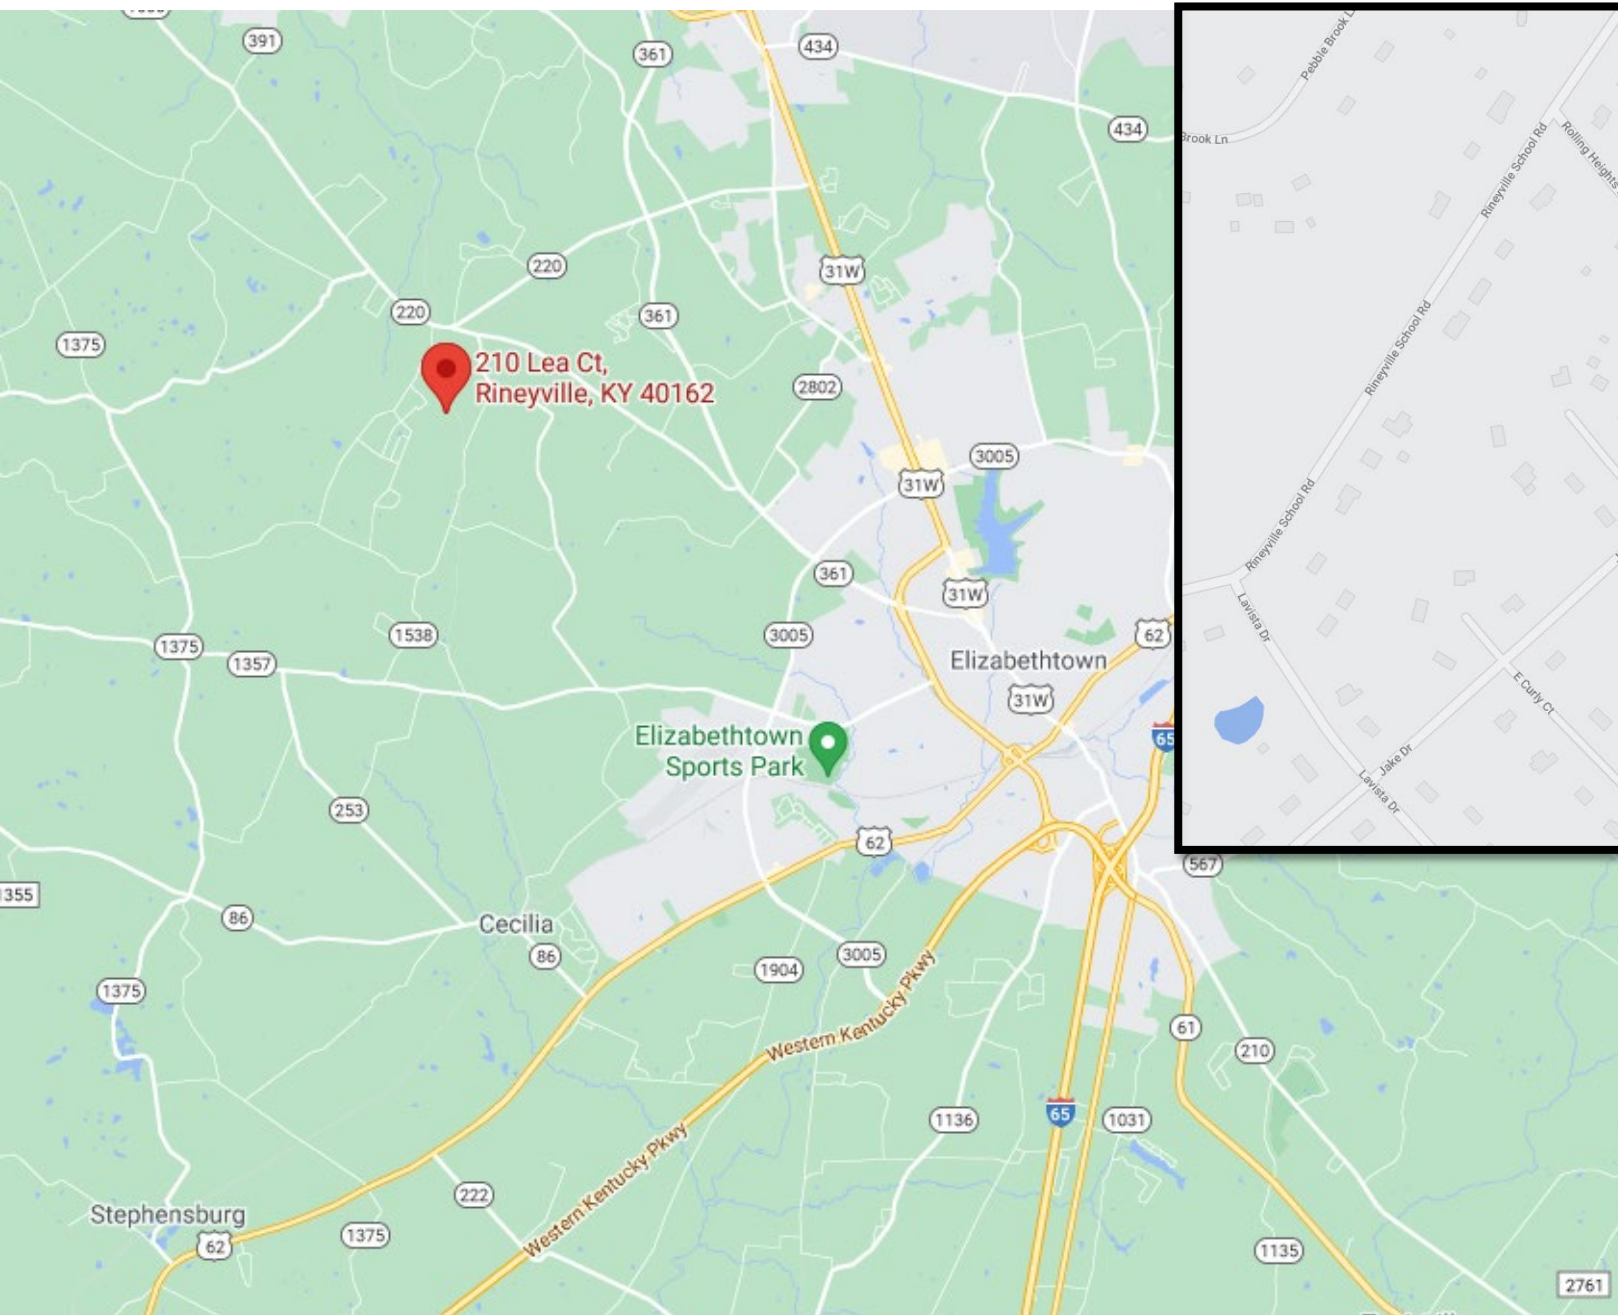 391
361
434
434
220
31W
220
361
1375
210 Lea Ct,
Rineyville, KY 40162
2802
3005
31W
361
31W
1538
3005
62
1375
1357
Elizabethtown
31W
Elizabethtown
Sports Park
65
253
62
567
1355
86
Cecilia
86
3005
1904
1375
Western Kentucky Pkwy
61
210
65
1136
1031
Western Kentucky Pkwy
222
Stephensburg
62
1375
1135
2761
Pebble Brook L
Brook Ln
Rineyville School Rd
Rolling Heights
Rineyville School Rd
Rineyville School Rd
Lavista Dr
E Curly Ct
Jake Dr
Lavista Dr